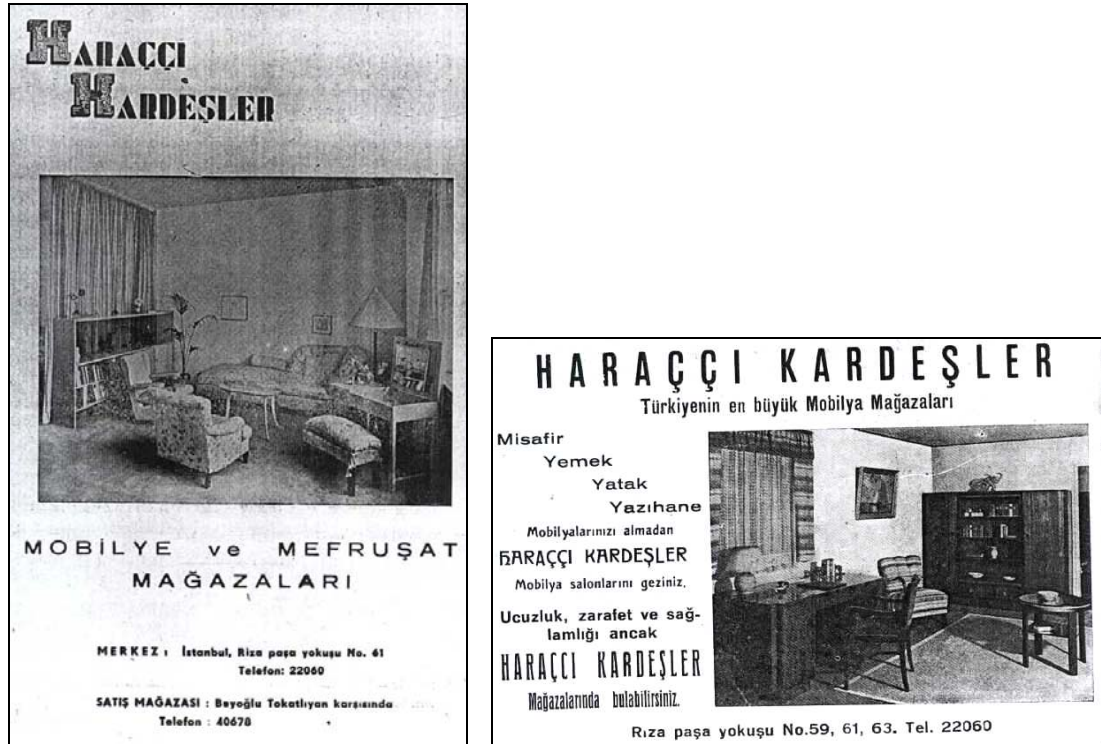 HARAÇÇI
KARDEŞLER
MOBİLYE ve MEFRUŞAT
MAĞAZALARI
MERKEZ: İstanbul, Riza paşa yokuşu No. 61
Telefon: 22060
SATIŞ MAĞAZASI : Beyoğlu Tokatlıyan karşısında
Telefon : 40678
HARAÇÇI KARDEŞLER
Türkiyenin en büyük Mobilya Mağazaları
Misafir
Yemek
Yatak
Yazıhane
Mobilyalarınızı almadan
HARAÇÇI KARDEŞLER
Mobilya salonlarını geziniz.
Ucuzluk, zarafet ve sağ-
lamlığı ancak
HARAÇÇI KARDEŞLER
Mağazalarında bulabilirsiniz.
Rıza paşa yokuşu No.59, 61, 63. Tel. 22060